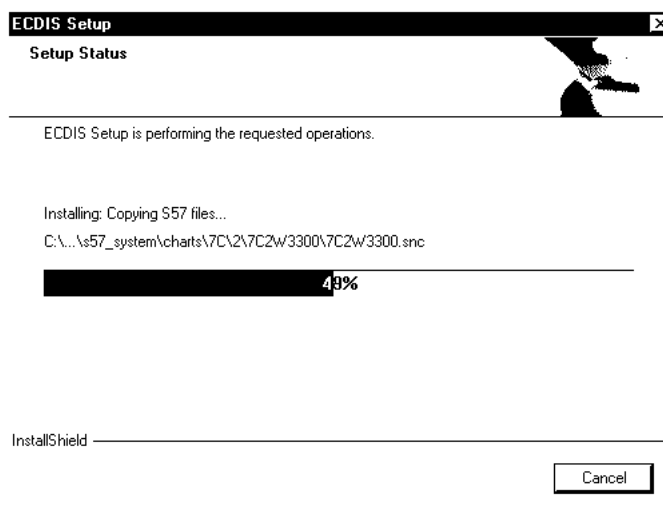 ECDIS Setup
Setup Status
ECDIS Setup is performing the requested operations.
Installing: Copying S57 files...
C:\...\s57_system\charts\7C\2\7C2W3300\7C2W3300.snc
49%
InstallShield
Cancel